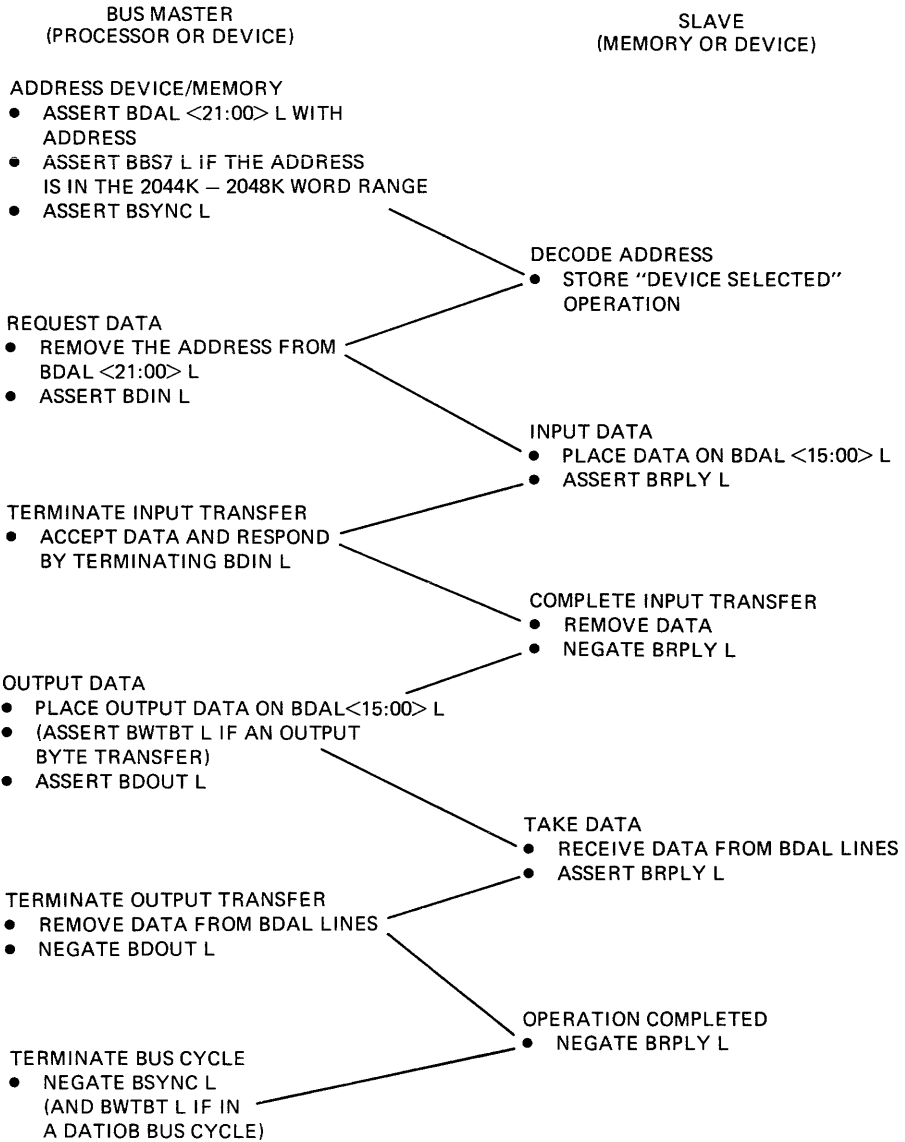 BUS MASTER
(PROCESSOR OR DEVICE)
SLAVE
(MEMORY OR DEVICE)
ADDRESS DEVICE/MEMORY
● ASSERT BDAL <21:00> L WITH
ADDRESS
● ASSERT BBS7 L IF THE ADDRESS
IS IN THE 2044K – 2048K WORD RANGE
● ASSERT BSYNC L
DECODE ADDRESS
● STORE "DEVICE SELECTED"
OPERATION
REQUEST DATA
● REMOVE THE ADDRESS FROM
BDAL <21:00> L
● ASSERT BDIN L
INPUT DATA
● PLACE DATA ON BDAL <15:00> L
● ASSERT BRPLY L
TERMINATE INPUT TRANSFER
● ACCEPT DATA AND RESPOND
BY TERMINATING BDIN L
COMPLETE INPUT TRANSFER
● REMOVE DATA
● NEGATE BRPLY L
OUTPUT DATA
● PLACE OUTPUT DATA ON BDAL<15:00> L
● (ASSERT BWTBT L IF AN OUTPUT
BYTE TRANSFER)
● ASSERT BDOUT L
TAKE DATA
● RECEIVE DATA FROM BDAL LINES
● ASSERT BRPLY L
TERMINATE OUTPUT TRANSFER
● REMOVE DATA FROM BDAL LINES
● NEGATE BDOUT L
OPERATION COMPLETED
● NEGATE BRPLY L
TERMINATE BUS CYCLE
● NEGATE BSYNC L
(AND BWTBT L IF IN
A DATIOB BUS CYCLE)